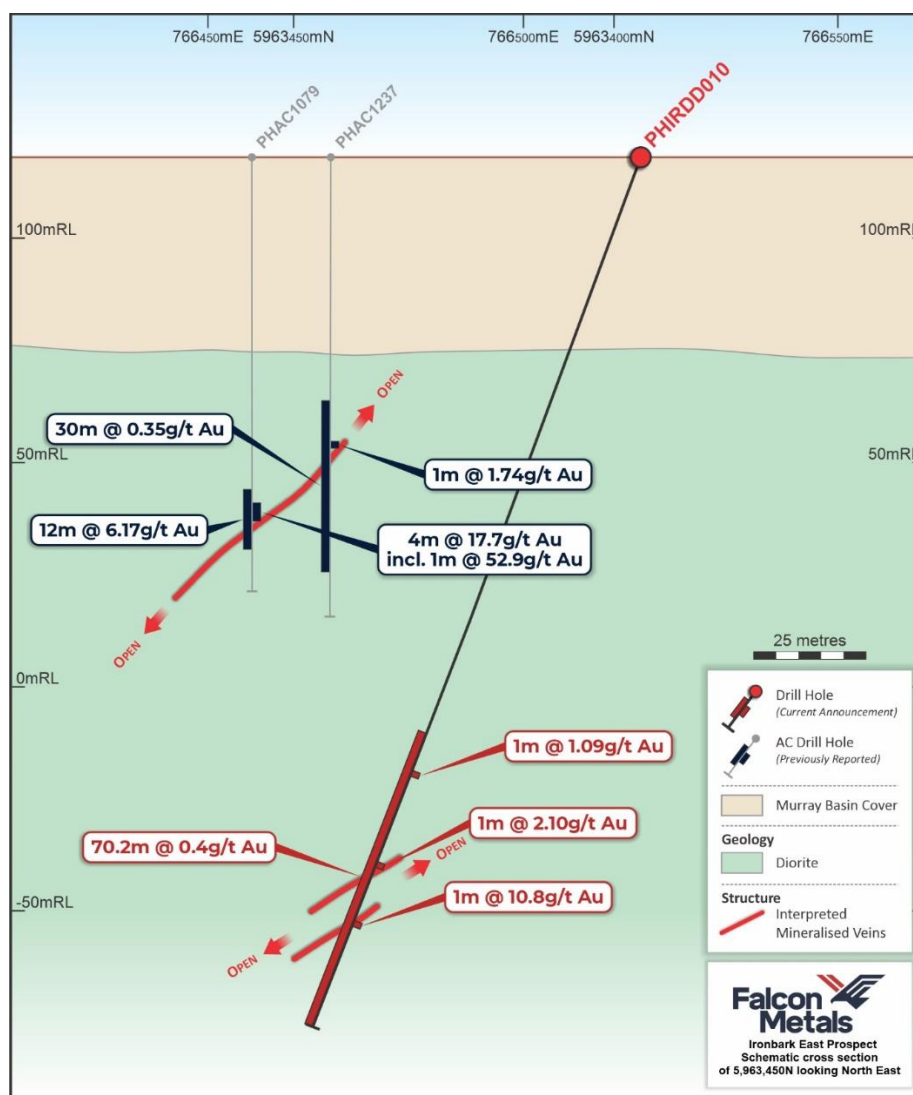 766450mE 5963450mN 766500mE 5963400mN 766550mE
PHAC1079
PHAC1237
PHIRDD010
100mRL 100mRL
OPEN
30m @ 0.35g/t Au
50mRL 50mRL
1m @ 1.74g/t Au
12m @ 6.17g/t Au
4m @ 17.7g/t Au
incl. 1m @ 52.9g/t Au
OPEN
25 metres
0mRL
Drill Hole
(Current Announcement)
AC Drill Hole
(Previously Reported)
Murray Basin Cover
Geology
Diorite
Structure
Interpreted
Mineralised Veins
1m @ 1.09g/t Au
1m @ 2.10g/t Au
70.2m @ 0.4g/t Au
OPEN
1m @ 10.8g/t Au
-50mRL
OPEN
Falcon
Metals
Ironbark East Prospect
Schematic cross section
of 5,963,450N looking North East